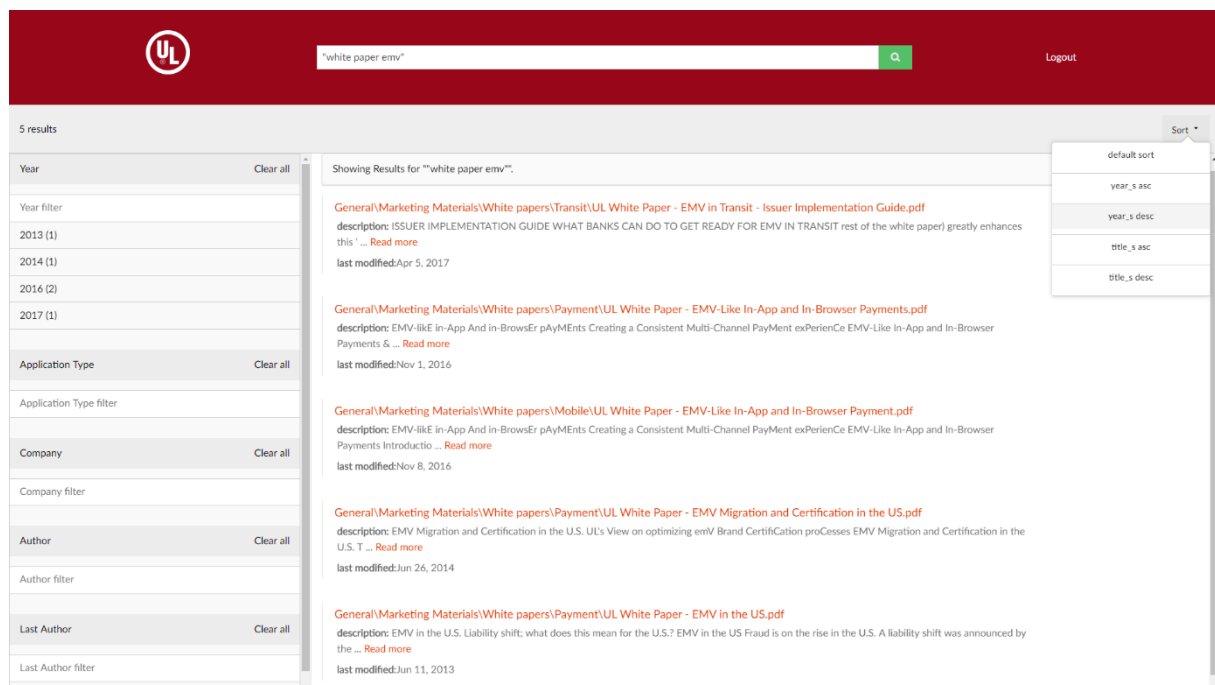 UL
"white paper emv"
Logout
5 results
Sort
default sort
year_s asc
year_s desc
title_s asc
title_s desc
Year Clear all
Year filter
2013 (1)
2014 (1)
2016 (2)
2017 (1)
Application Type Clear all
Application Type filter
Company Clear all
Company filter
Author Clear all
Author filter
Last Author Clear all
Last Author filter
Showing Results for ""white paper emv"".
General\Marketing Materials\White papers\Transit\UL White Paper - EMV in Transit - Issuer Implementation Guide.pdf
description: ISSUER IMPLEMENTATION GUIDE WHAT BANKS CAN DO TO GET READY FOR EMV IN TRANSIT rest of the white paper) greatly enhances
this ' ... Read more
last modified:Apr 5, 2017
General\Marketing Materials\White papers\Payment\UL White Paper - EMV-Like In-App and In-Browser Payments.pdf
description: EMV-likE in-App And in-BrowsEr pAyMEnts Creating a Consistent Multi-Channel PayMent exPerienCe EMV-Like In-App and In-Browser
Payments & ... Read more
last modified:Nov 1, 2016
General\Marketing Materials\White papers\Mobile\UL White Paper - EMV-Like In-App and In-Browser Payment.pdf
description: EMV-likE in-App And in-BrowsEr pAyMEnts Creating a Consistent Multi-Channel PayMent exPerienCe EMV-Like In-App and In-Browser
Payments Introductio ... Read more
last modified:Nov 8, 2016
General\Marketing Materials\White papers\Payment\UL White Paper - EMV Migration and Certification in the US.pdf
description: EMV Migration and Certification in the U.S. UL's View on optimizing emV Brand CertifiCation proCesses EMV Migration and Certification in the
U.S. T ... Read more
last modified:Jun 26, 2014
General\Marketing Materials\White papers\Payment\UL White Paper - EMV in the US.pdf
description: EMV in the U.S. Liability shift; what does this mean for the U.S.? EMV in the US Fraud is on the rise in the U.S. A liability shift was announced by
the ... Read more
last modified:Jun 11, 2013